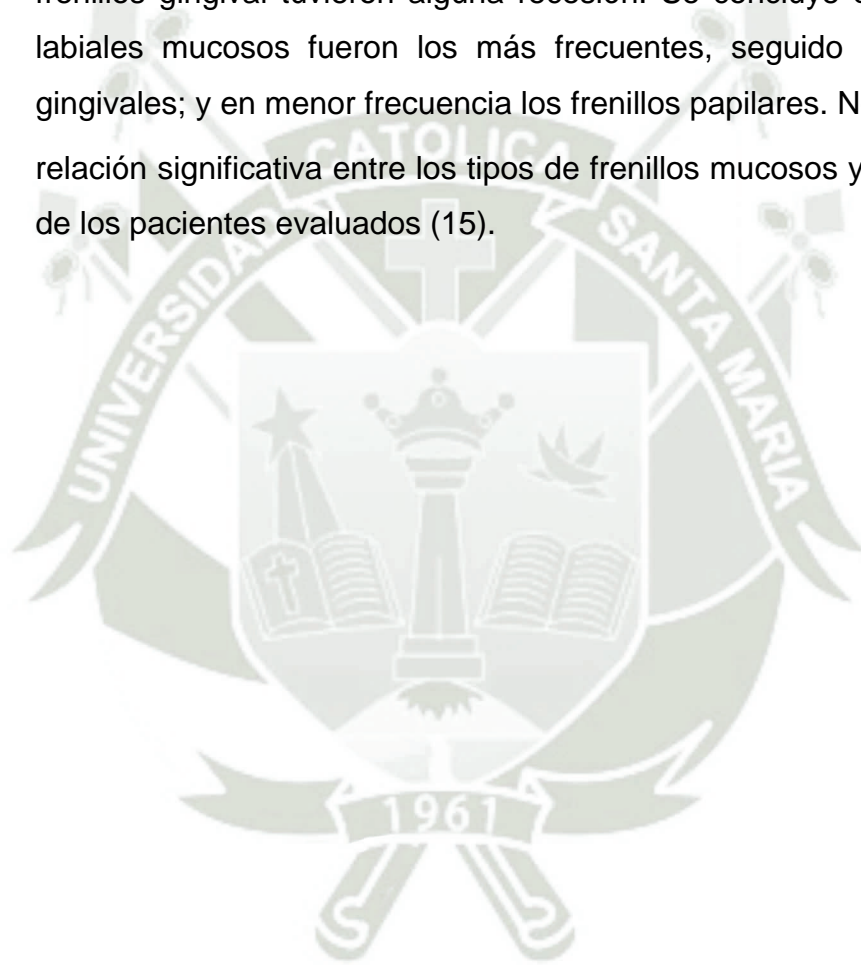 frenillos gingival tuvieron alguna recesión. Se concluyó
labiales mucosos fueron los más frecuentes, seguido
gingivales; y en menor frecuencia los frenillos papilares.
relación significativa entre los tipos de frenillos mucosos y
de los pacientes evaluados (15).
UNIVERSIDAD CATOLICA SANTA MARIA
1961